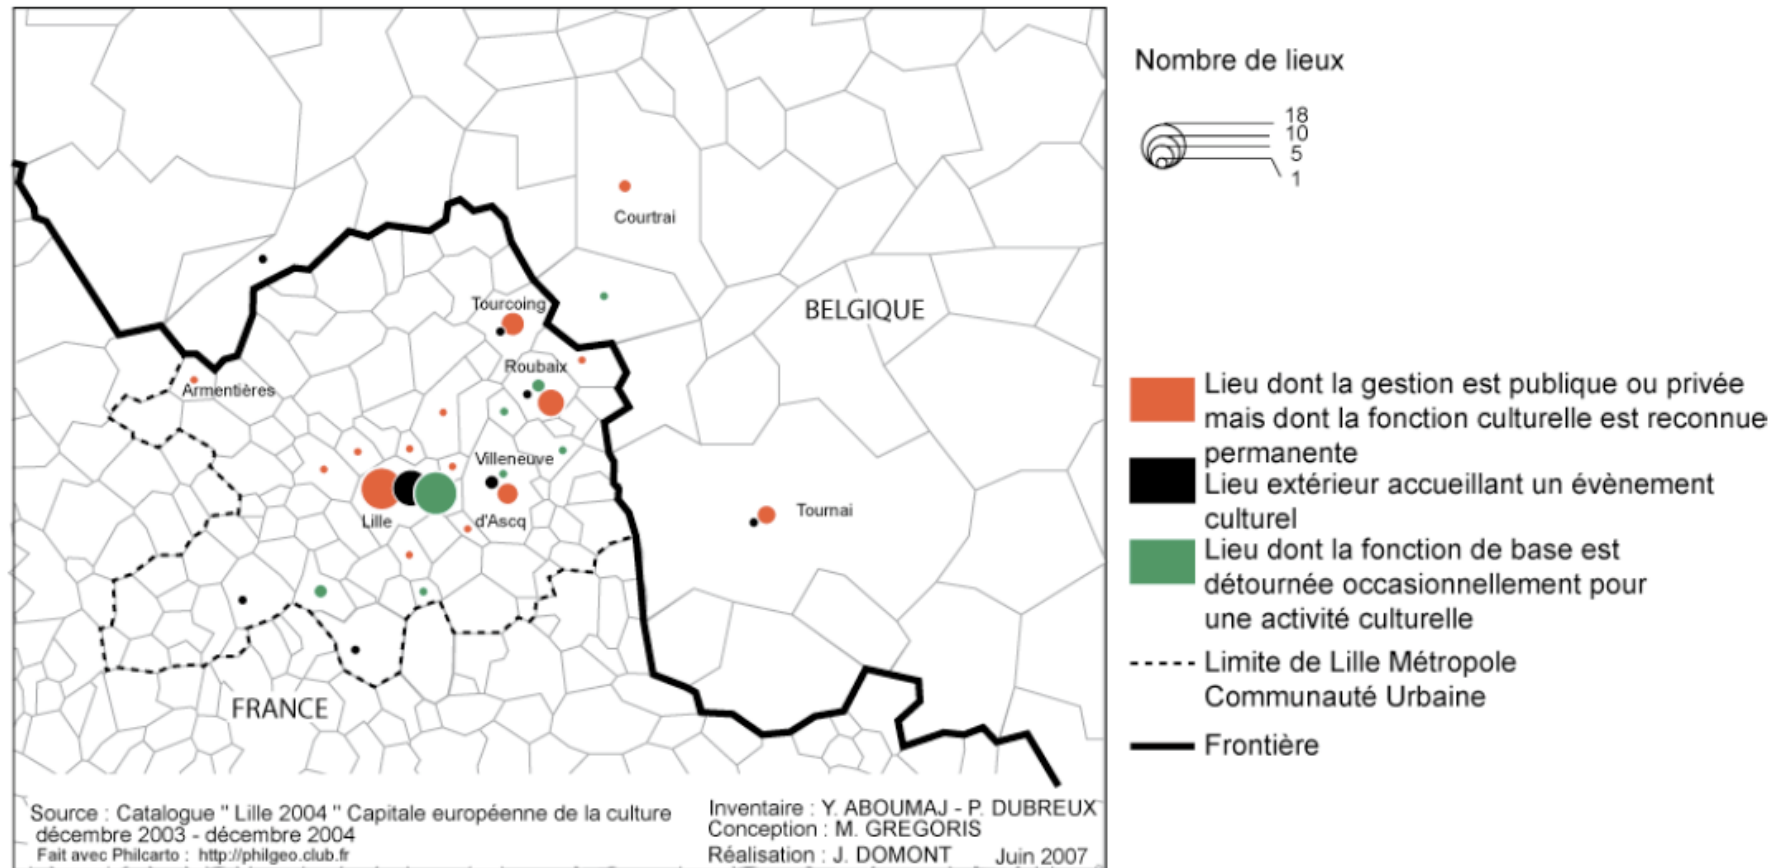 Courtrai
Tourcoing
BELGIQUE
Roubaix
Armentières
Villeneuve
d'Ascq
Lille
Tournai
FRANCE
Source : Catalogue " Lille 2004 " Capitale européenne de la culture
décembre 2003 - décembre 2004
Fait avec Philcarto : http://philgeo.club.fr
Inventaire : Y. ABOUMAJ - P. DUBREUX
Conception : M. GREGORIS
Réalisation : J. DOMONT Juin 2007
Nombre de lieux
18
10
5
1
Lieu dont la gestion est publique ou privée
mais dont la fonction culturelle est reconnue
permanente
Lieu extérieur accueillant un évènement
culturel
Lieu dont la fonction de base est
détournée occasionnellement pour
une activité culturelle
Limite de Lille Métropole
Communauté Urbaine
Frontière